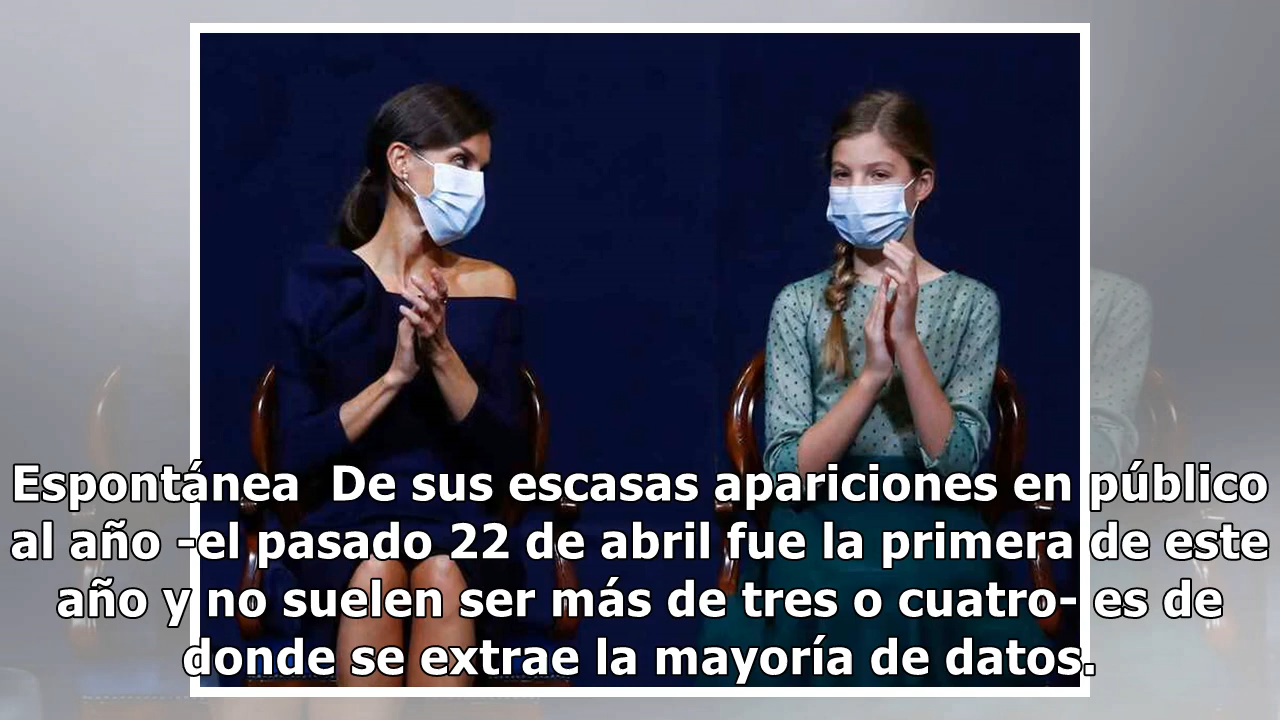 Espontánea  De sus escasas apariciones en público
al año -el pasado 22 de abril fue la primera de este
año y no suelen ser más de tres o cuatro- es de
donde se extrae la mayoría de datos.